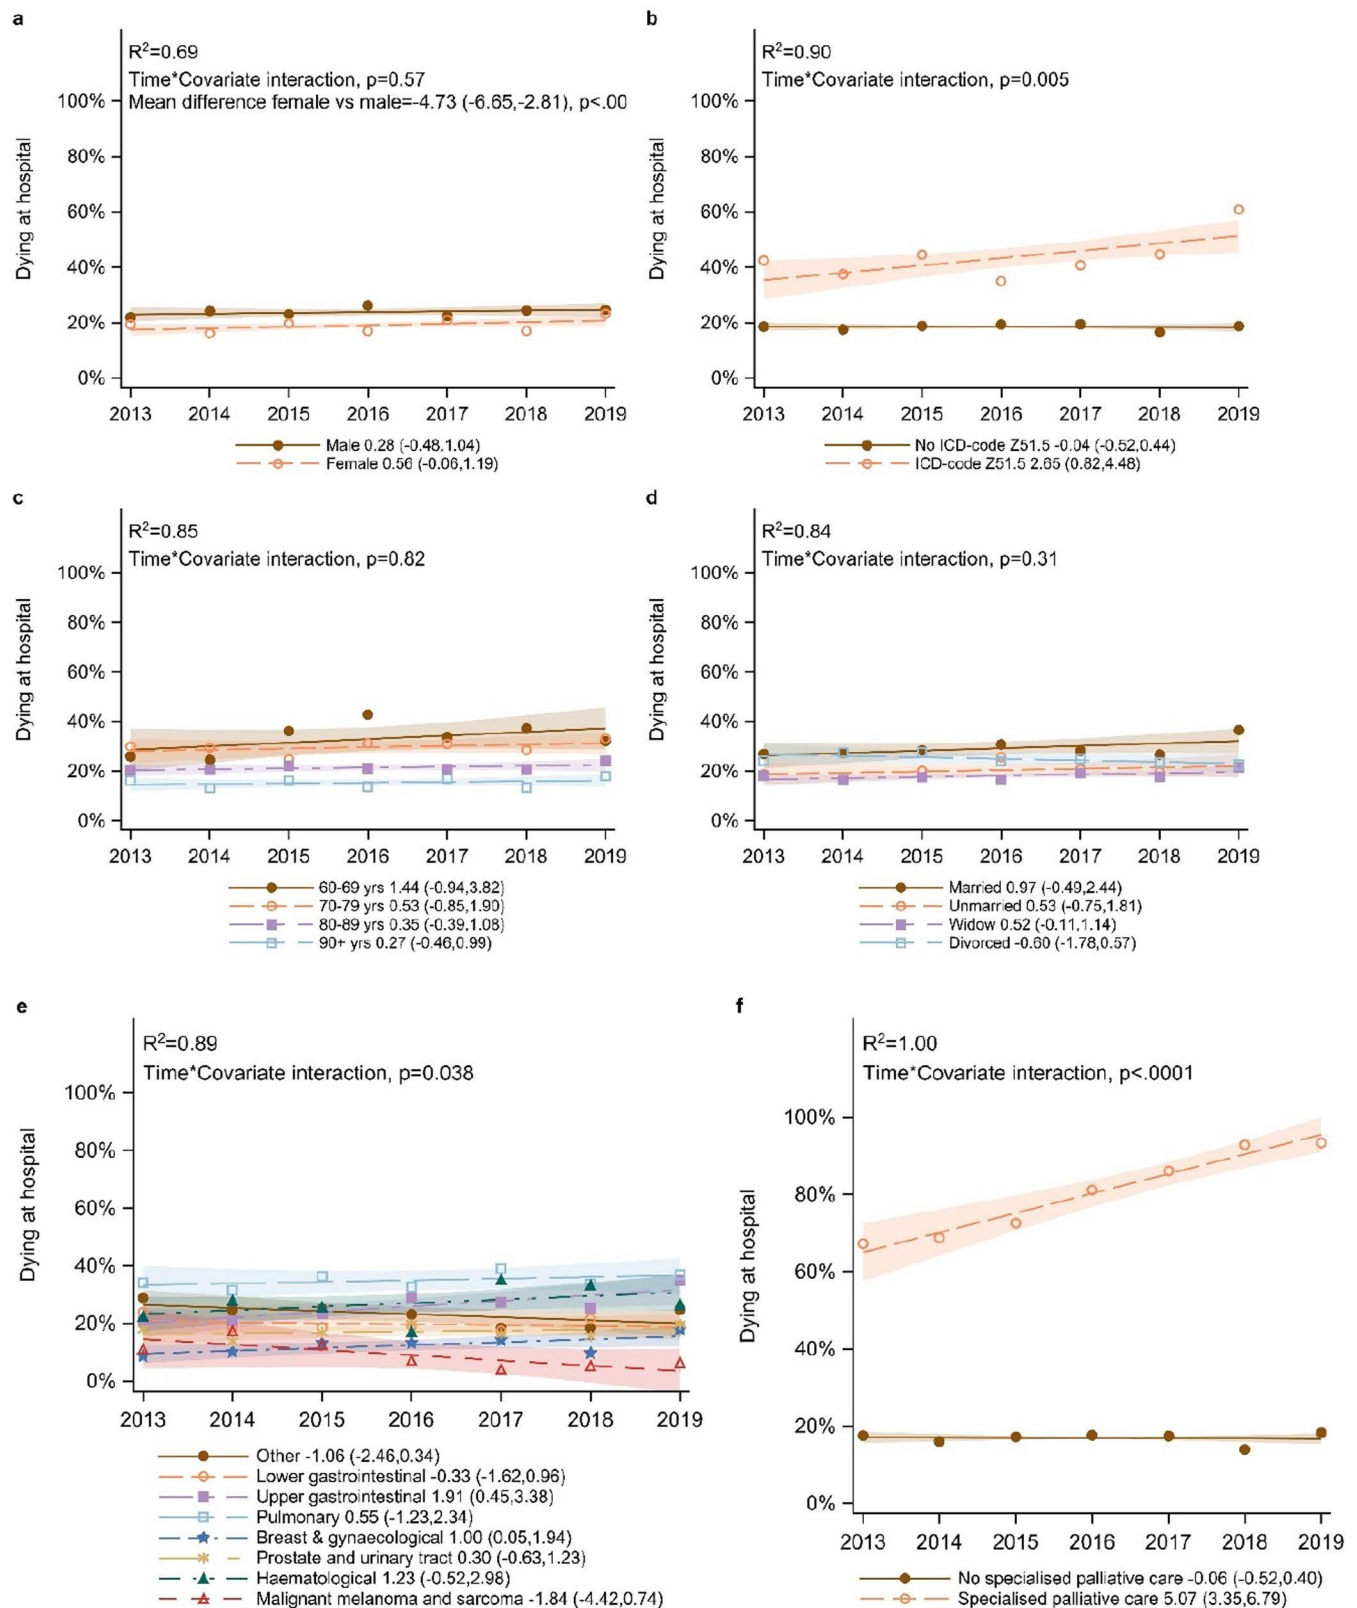 a
R²=0.69
Time*Covariate interaction, p=0.57
Mean difference female vs male=-4.73 (-6.65,-2.81), p<.00
100%
80%
60%
40%
20%
0%
Dying at hospital
2013 2014 2015 2016 2017 2018 2019
Male 0.28 (-0.48,1.04)
Female 0.56 (-0.06,1.19)
b
R²=0.90
Time*Covariate interaction, p=0.005
100%
80%
60%
40%
20%
0%
Dying at hospital
2013 2014 2015 2016 2017 2018 2019
No ICD-code Z51.5 -0.04 (-0.52,0.44)
ICD-code Z51.5 2.65 (0.82,4.48)
c
R²=0.85
Time*Covariate interaction, p=0.82
100%
80%
60%
40%
20%
0%
Dying at hospital
2013 2014 2015 2016 2017 2018 2019
60-69 yrs 1.44 (-0.94,3.82)
70-79 yrs 0.53 (-0.85,1.90)
80-89 yrs 0.35 (-0.39,1.08)
90+ yrs 0.27 (-0.46,0.99)
d
R²=0.84
Time*Covariate interaction, p=0.31
100%
80%
60%
40%
20%
0%
Dying at hospital
2013 2014 2015 2016 2017 2018 2019
Married 0.97 (-0.49,2.44)
Unmarried 0.53 (-0.75,1.81)
Widow 0.52 (-0.11,1.14)
Divorced -0.60 (-1.78,0.57)
e
R²=0.89
Time*Covariate interaction, p=0.038
100%
80%
60%
40%
20%
0%
Dying at hospital
2013 2014 2015 2016 2017 2018 2019
Other -1.06 (-2.46,0.34)
Lower gastrointestinal -0.33 (-1.62,0.96)
Upper gastrointestinal 1.91 (0.45,3.38)
Pulmonary 0.55 (-1.23,2.34)
Breast & gynaecological 1.00 (0.05,1.94)
Prostate and urinary tract 0.30 (-0.63,1.23)
Haematological 1.23 (-0.52,2.98)
Malignant melanoma and sarcoma -1.84 (-4.42,0.74)
f
R²=1.00
Time*Covariate interaction, p<.0001
100%
80%
60%
40%
20%
0%
Dying at hospital
2013 2014 2015 2016 2017 2018 2019
No specialised palliative care -0.06 (-0.52,0.40)
Specialised palliative care 5.07 (3.35,6.79)